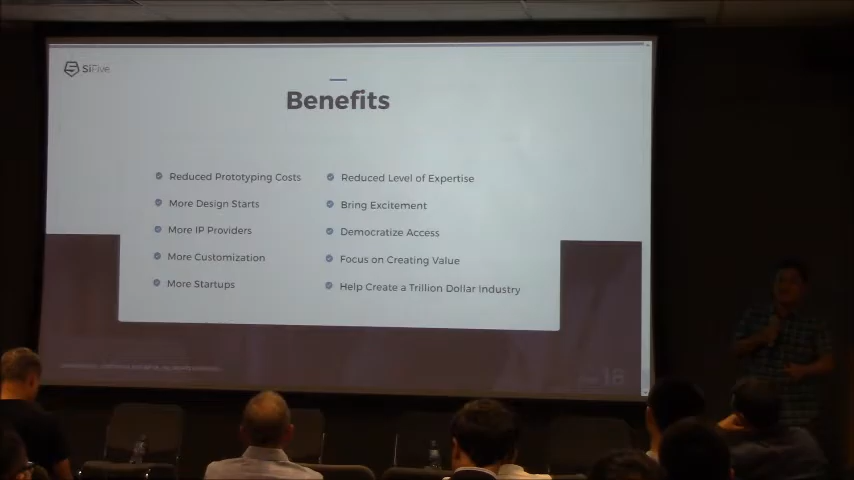 SiFive
Benefits
Reduced Prototyping Costs
More Design Starts
More IP Providers
More Customization
More Startups
Reduced Level of Expertise
Bring Excitement
Democratize Access
Focus on Creating Value
Help Create a Trillion Dollar Industry
18